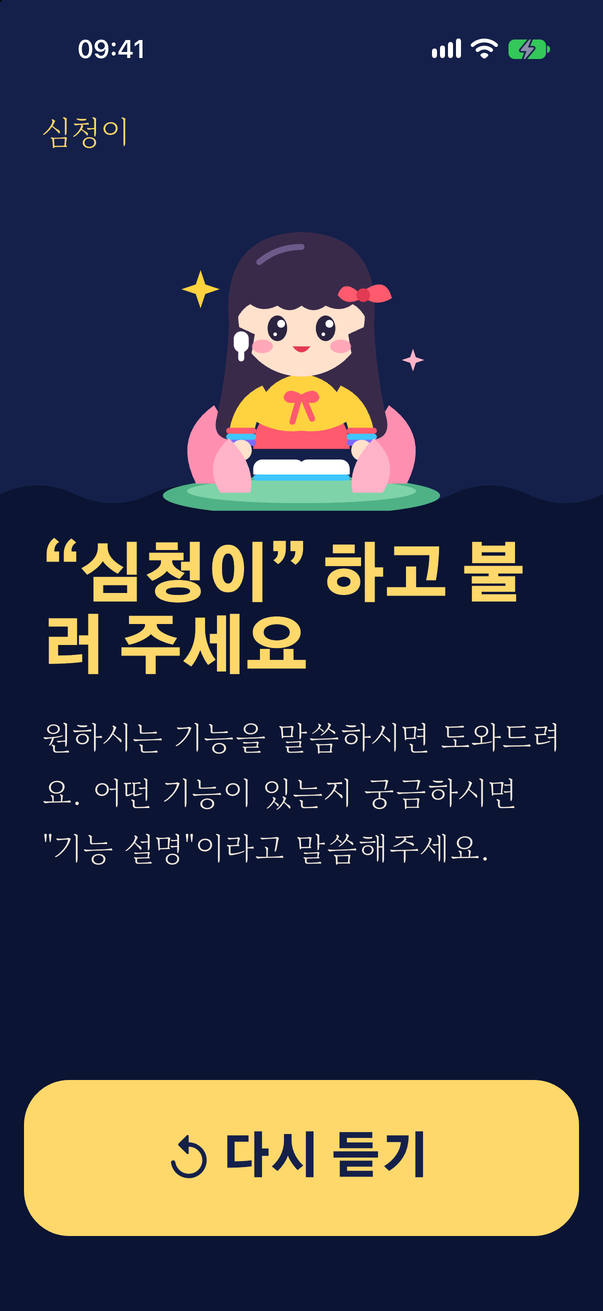 09:41
심청이
“심청이” 하고 불
러 주세요
원하시는 기능을 말씀하시면 도와드려
요. 어떤 기능이 있는지 궁금하시면
"기능 설명"이라고 말씀해주세요.
다시 듣기